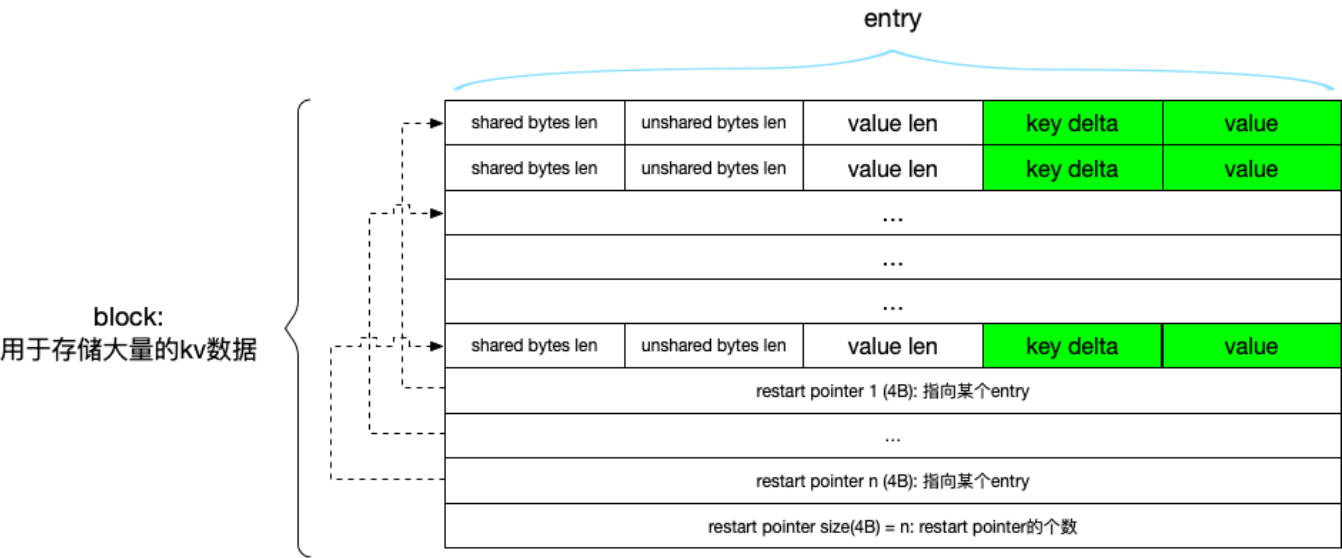 entry
shared bytes len unshared bytes len value len key delta value
shared bytes len unshared bytes len value len key delta value
...
...
...
block:
用于存储大量的kv数据
shared bytes len unshared bytes len value len key delta value
restart pointer 1 (4B): 指向某个entry
...
restart pointer n (4B): 指向某个entry
restart pointer size(4B) = n: restart pointer的个数